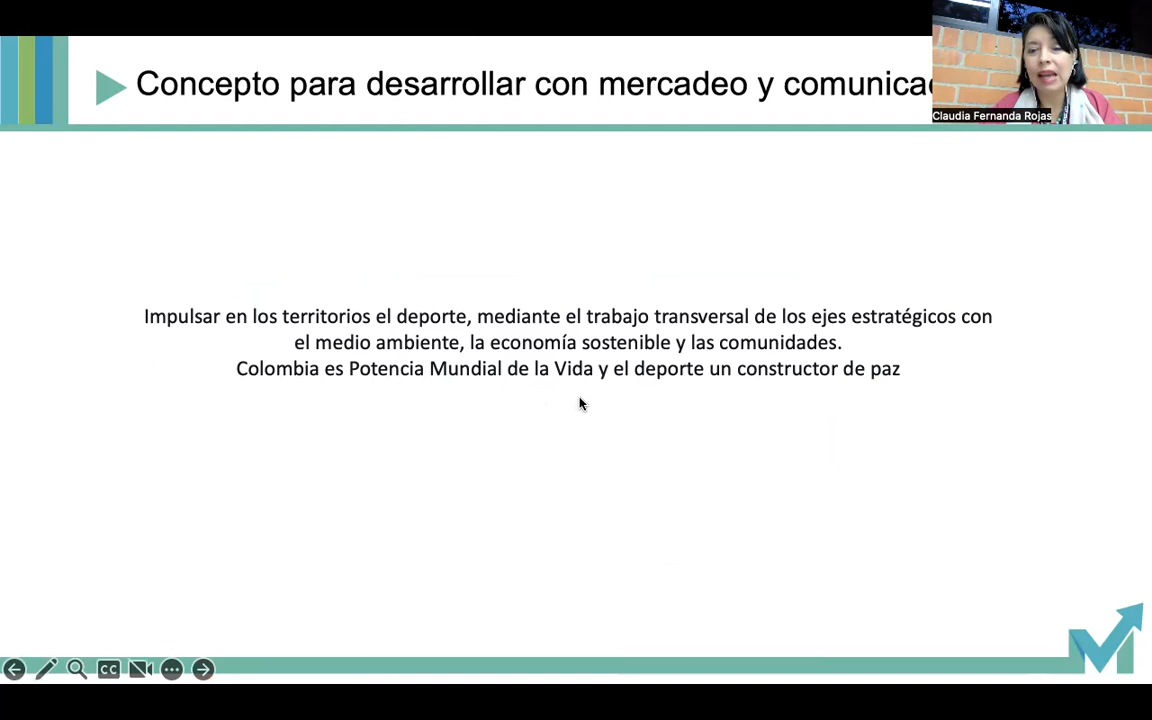 Concepto para desarrollar con mercadeo y comunica
Claudia Fernanda Rojas
Impulsar en los territorios el deporte, mediante el trabajo transversal de los ejes estratégicos con
el medio ambiente, la economía sostenible y las comunidades.
Colombia es Potencia Mundial de la Vida y el deporte un constructor de paz
CC